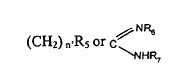 NR₆
(CH₂)ₙ'R₅ or C
NHR₇